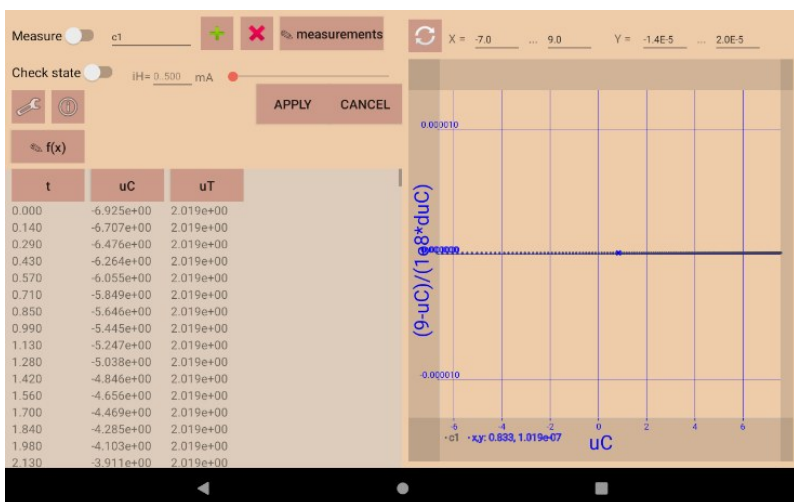 Measure c1 measurements X = -7.0 ... 9.0 Y = -1.4E-5 ... 2.0E-5
Check state iH= 0.500 mA
APPLY CANCEL
f(x)
t uC uT
0.000 -6.925e+00 2.019e+00
0.140 -6.707e+00 2.019e+00
0.290 -6.476e+00 2.019e+00
0.430 -6.264e+00 2.019e+00
0.570 -6.055e+00 2.019e+00
0.710 -5.849e+00 2.019e+00
0.850 -5.646e+00 2.019e+00
0.990 -5.445e+00 2.019e+00
1.130 -5.247e+00 2.019e+00
1.280 -5.038e+00 2.019e+00
1.420 -4.846e+00 2.019e+00
1.560 -4.656e+00 2.019e+00
1.700 -4.469e+00 2.019e+00
1.840 -4.285e+00 2.019e+00
1.980 -4.103e+00 2.019e+00
2.130 -3.911e+00 2.019e+00
(9-uC)/(1e8*duC)
0.000010
0.000000
-0.000010
-6 -4 -2 0 2 4 6
c1 x,y: 0.833, 1.019e-07
uC